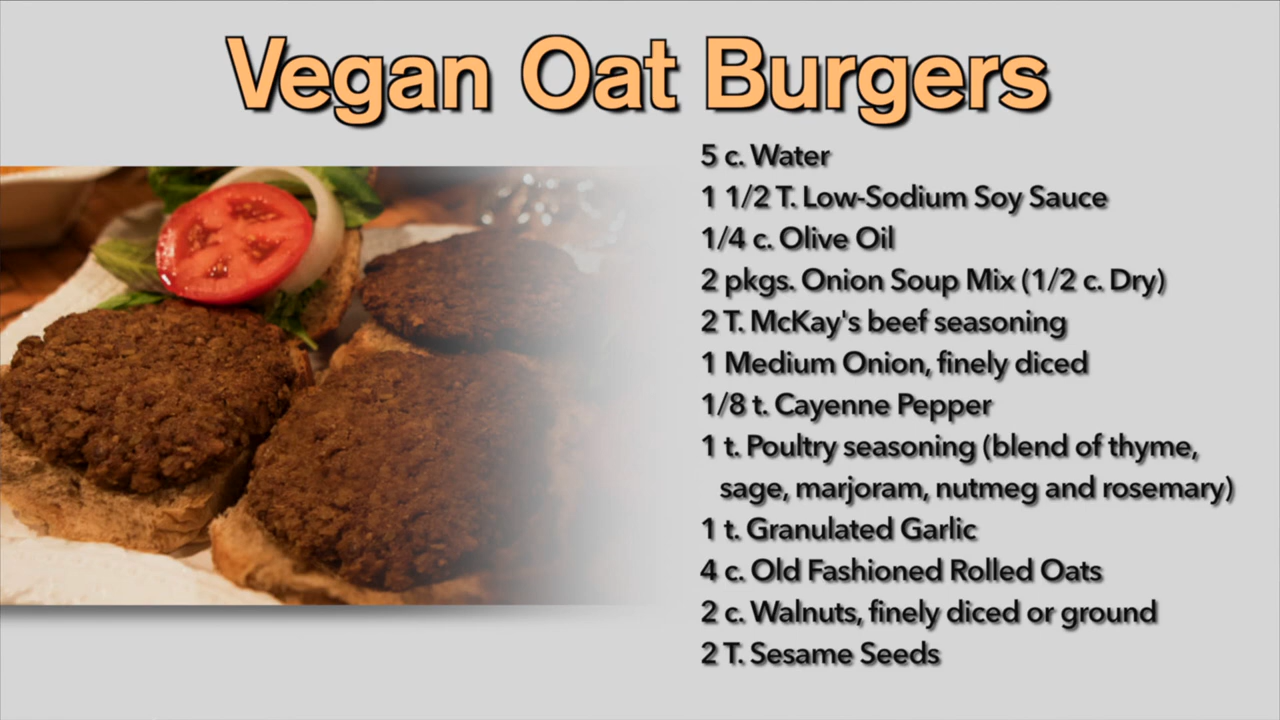 Vegan Oat Burgers
5 c. Water
1 1/2 T. Low-Sodium Soy Sauce
1/4 c. Olive Oil
2 pkgs. Onion Soup Mix (1/2 c. Dry)
2 T. McKay's beef seasoning
1 Medium Onion, finely diced
1/8 t. Cayenne Pepper
1 t. Poultry seasoning (blend of thyme,
sage, marjoram, nutmeg and rosemary)
1 t. Granulated Garlic
4 c. Old Fashioned Rolled Oats
2 c. Walnuts, finely diced or ground
2 T. Sesame Seeds